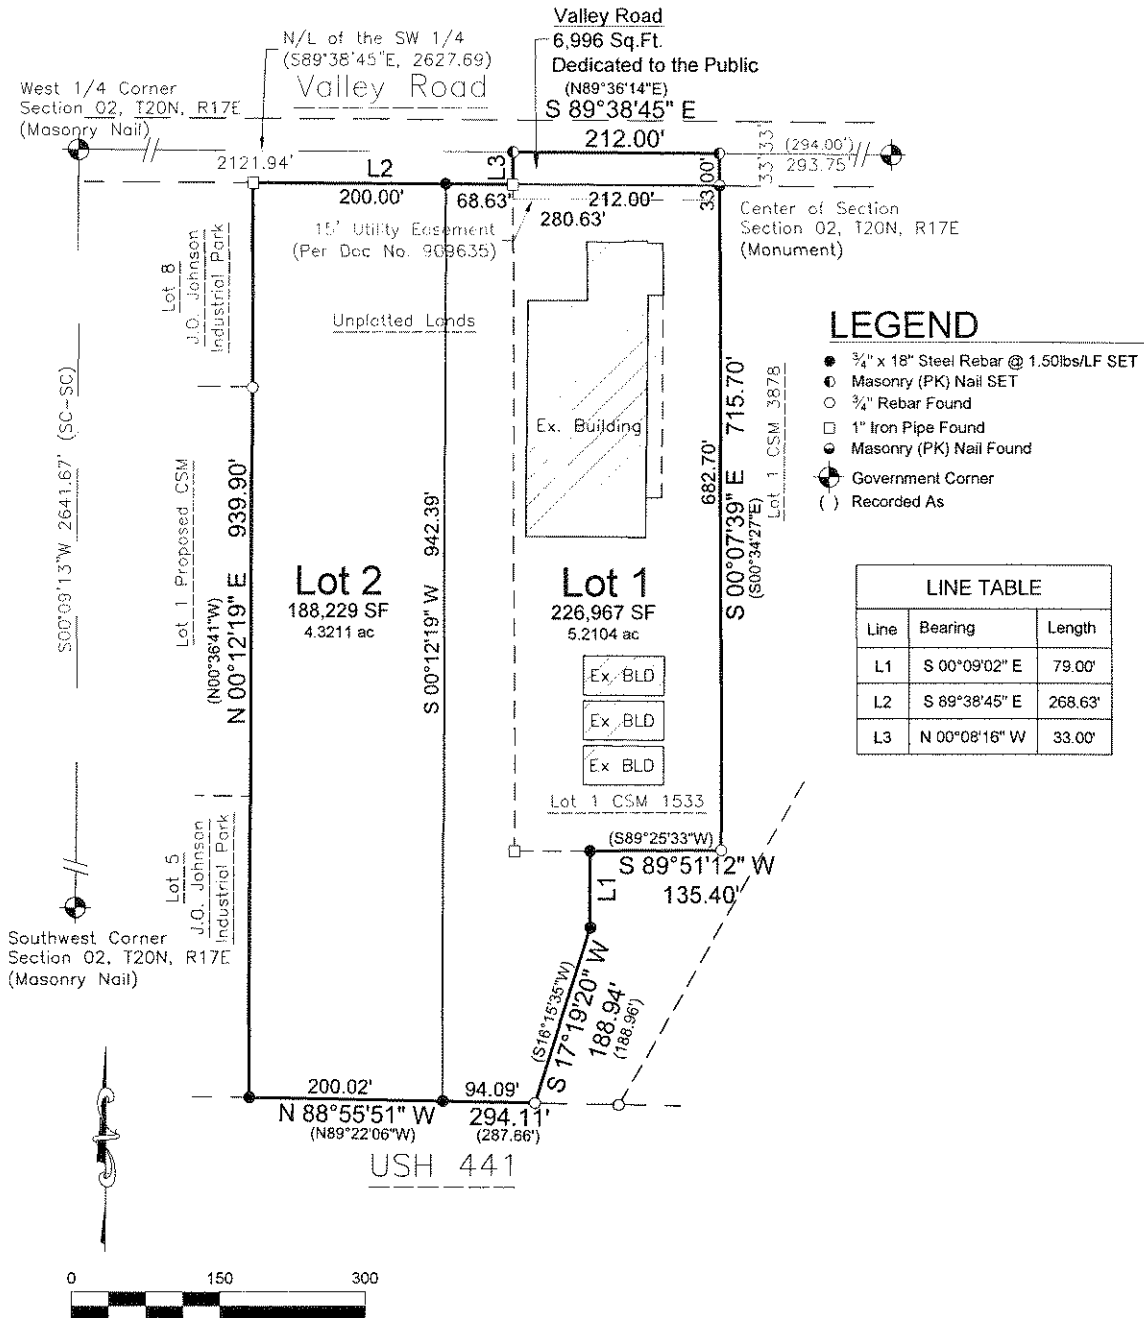 Valley Road
6,996 Sq.Ft.
Dedicated to the Public
(N89°36'14"E)
S 89°38'45" E
212.00'
N/L of the SW 1/4
(S89°38'45"E, 2627.69)
Valley Road
West 1/4 Corner
Section 02, T20N, R17E
(Masonry Nail)
2121.94'
L2
L3
200.00'
68.63'
212.00'
280.63'
33.00'
33'
33'
(294.00')
293.75'
Center of Section
Section 02, T20N, R17E
(Monument)
15' Utility Easement
(Per Doc No. 909635)
Lot 8
J.O. Johnson
Industrial Park
Unplatted Lands
Ex. Building
S00°09'13"W 2641.67' (SC-SC)
Lot 1 Proposed CSM
(N00°36'41"W)
N 00°12'19" E 939.90'
S 00°12'19" W 942.39'
682.70'
S 00°07'39" E 715.70'
(S00°34'27"E)
Lot 1 CSM 3878
LEGEND
¾" x 18" Steel Rebar @ 1.50lbs/LF SET
Masonry (PK) Nail SET
¾" Rebar Found
1" Iron Pipe Found
Masonry (PK) Nail Found
Government Corner
( ) Recorded As
Lot 2
188,229 SF
4.3211 ac
Lot 1
226,967 SF
5.2104 ac
LINE TABLE
Line Bearing Length
L1 S 00°09'02" E 79.00'
L2 S 89°38'45" E 268.63'
L3 N 00°08'16" W 33.00'
Ex BLD
Ex BLD
Ex BLD
Lot 1 CSM 1533
(S89°25'33"W)
S 89°51'12" W
135.40'
L1
Lot 5
J.O. Johnson
Industrial Park
Southwest Corner
Section 02, T20N, R17E
(Masonry Nail)
(S16°15'35"W)
S 17°19'20" W
188.94'
(188.96')
200.02'
94.09'
N 88°55'51" W
294.11'
(N89°22'06"W)
(287.66')
USH 441
0 150 300